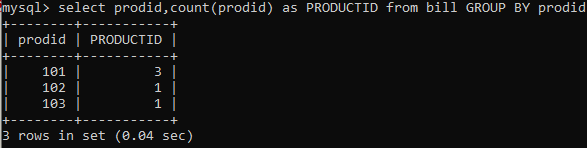 mysql> select prodid,count(prodid) as PRODUCTID from bill GROUP BY prodid
+--------+-----------+
| prodid | PRODUCTID |
+--------+-----------+
|    101 |         3 |
|    102 |         1 |
|    103 |         1 |
+--------+-----------+
3 rows in set (0.04 sec)